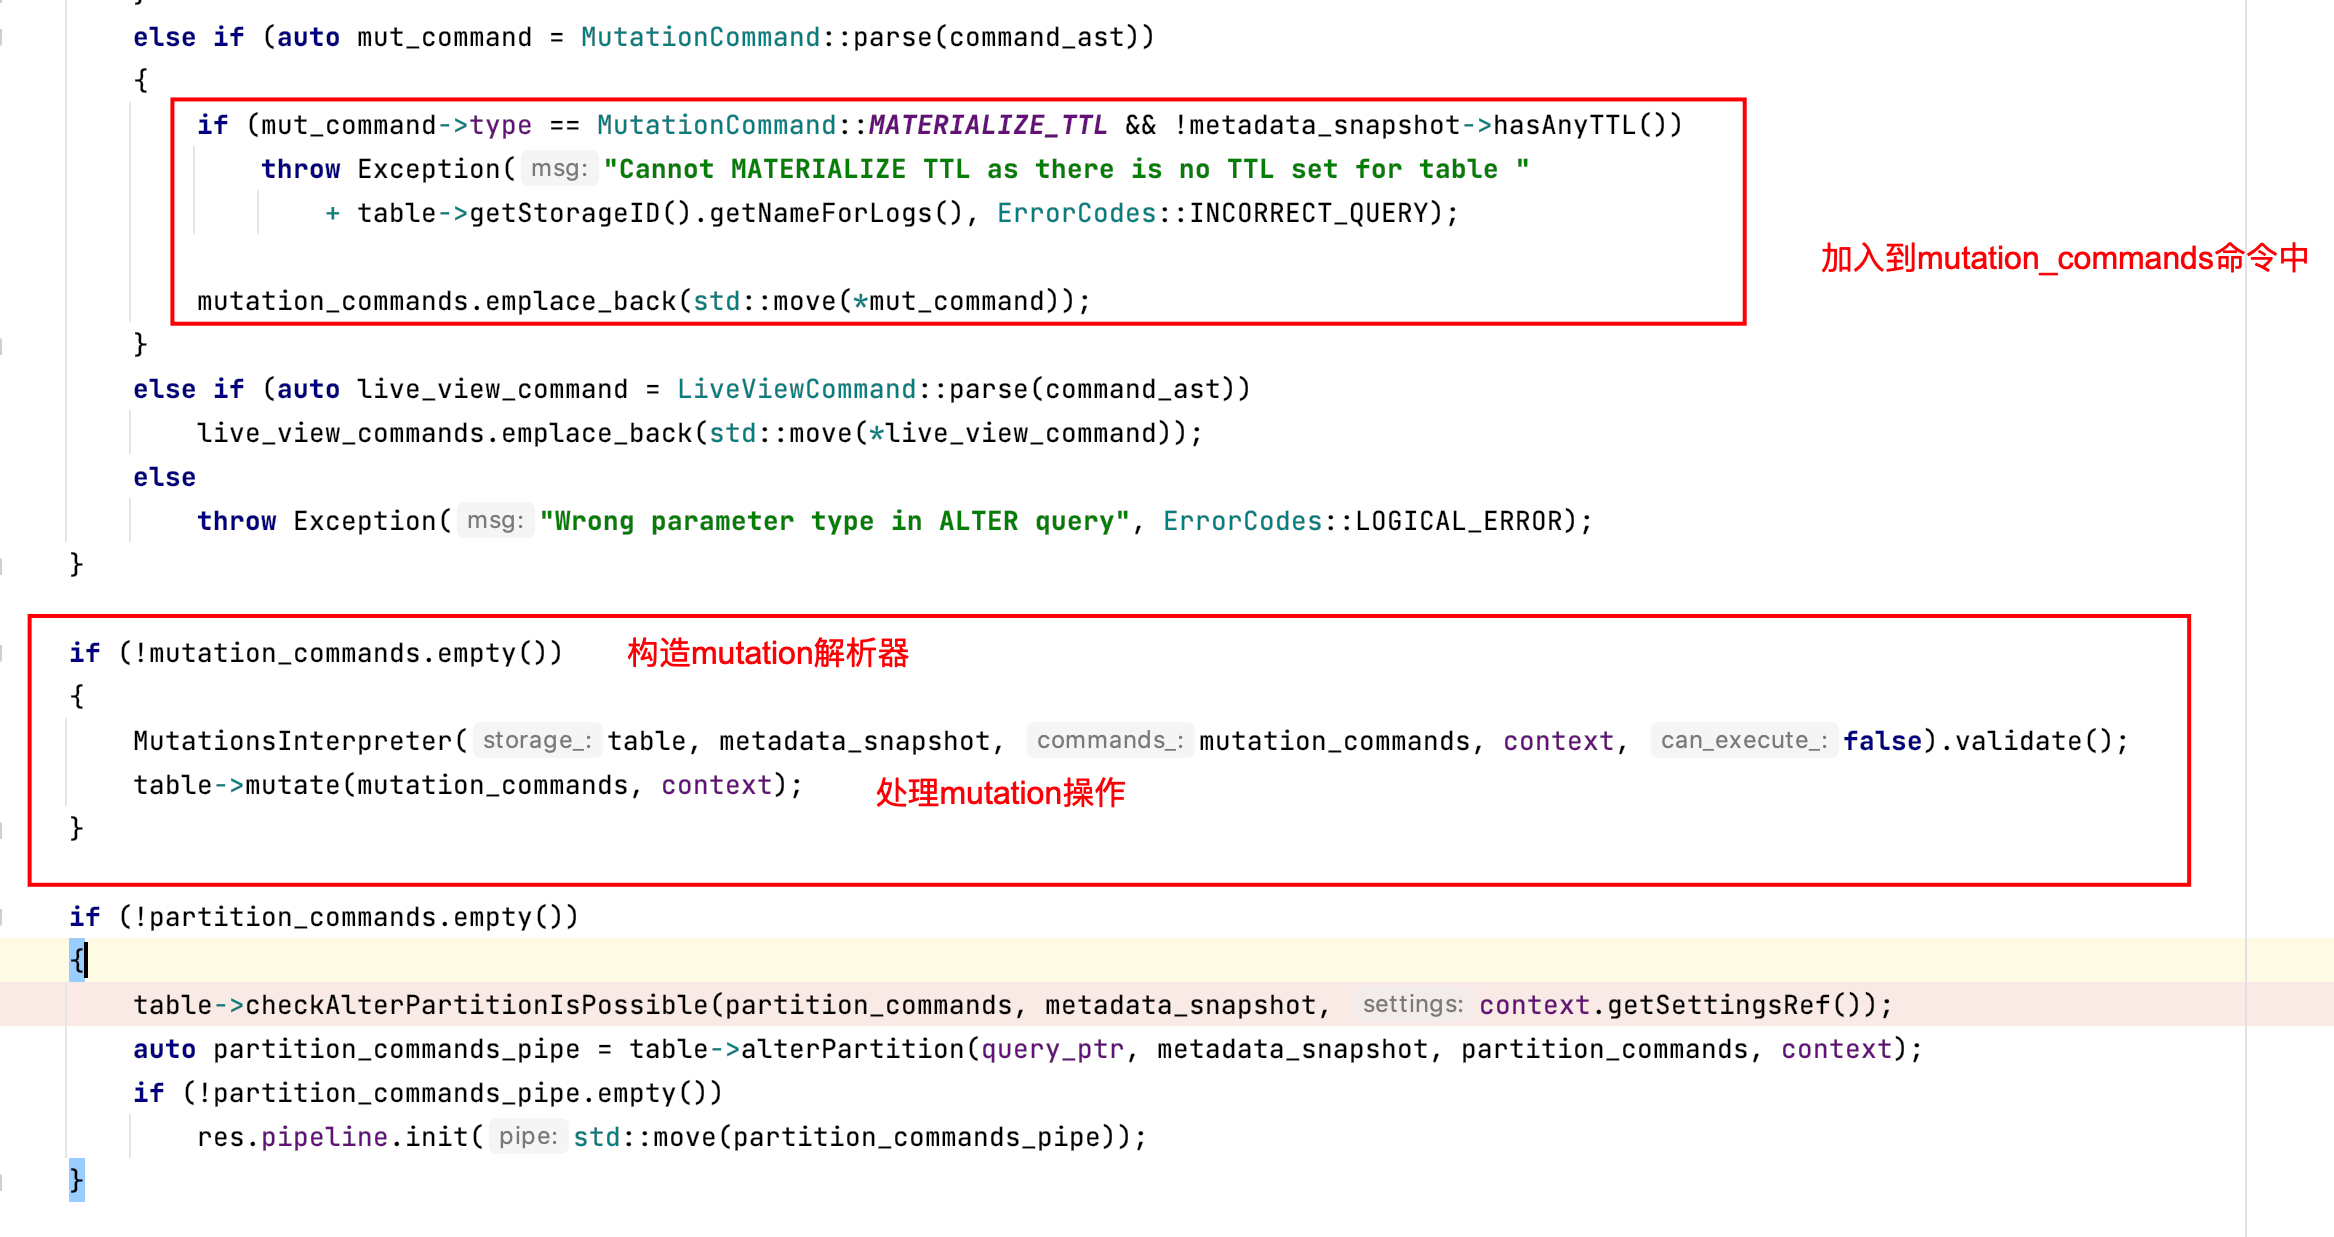 }
else if (auto mut_command = MutationCommand::parse(command_ast))
{
if (mut_command->type == MutationCommand::MATERIALIZE_TTL && !metadata_snapshot->hasAnyTTL())
throw Exception( msg: "Cannot MATERIALIZE TTL as there is no TTL set for table "
+ table->getStorageID().getNameForLogs(), ErrorCodes::INCORRECT_QUERY);
加入到mutation_commands命令中
mutation_commands.emplace_back(std::move(*mut_command));
}
else if (auto live_view_command = LiveViewCommand::parse(command_ast))
live_view_commands.emplace_back(std::move(*live_view_command));
else
throw Exception( msg: "Wrong parameter type in ALTER query", ErrorCodes::LOGICAL_ERROR);
}
if (!mutation_commands.empty()) 构造mutation解析器
{
MutationsInterpreter( storage_: table, metadata_snapshot, commands_: mutation_commands, context, can_execute_: false).validate();
table->mutate(mutation_commands, context); 处理mutation操作
}
if (!partition_commands.empty())
{
table->checkAlterPartitionIsPossible(partition_commands, metadata_snapshot, settings: context.getSettingsRef());
auto partition_commands_pipe = table->alterPartition(query_ptr, metadata_snapshot, partition_commands, context);
if (!partition_commands_pipe.empty())
res.pipeline.init( pipe: std::move(partition_commands_pipe));
}